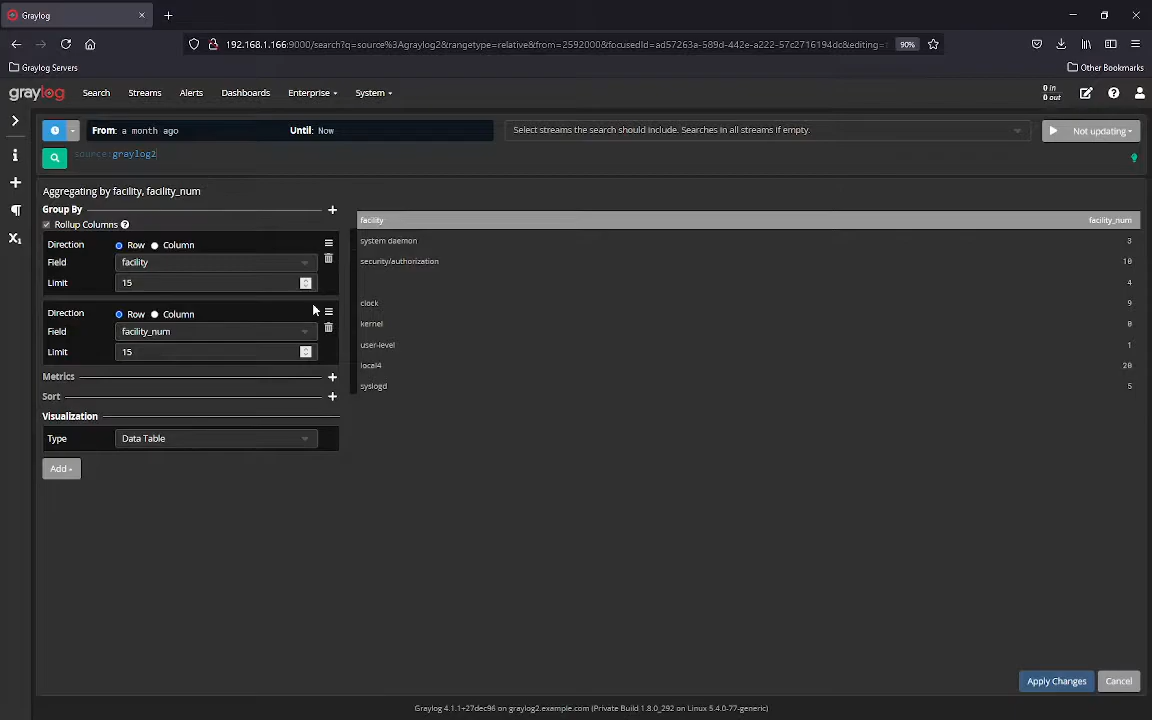 Graylog
192.168.1.166:9000/search?q=source%3Agraylog2&rangetype=relative&from=2592000&focusedId=ad57263a-589d-442e-a222-57c2716194dc&editing=
90%
Graylog Servers
Other Bookmarks
graylog
Search Streams Alerts Dashboards Enterprise System
0 in
0 out
From: a month ago Until: Now
Select streams the search should include. Searches in all streams if empty.
Not updating
source:graylog2
Aggregating by facility, facility_num
Group By
Rollup Columns
Direction Row Column
Field facility
Limit 15
Direction Row Column
Field facility_num
Limit 15
Metrics
Sort
Visualization
Type Data Table
Add
facility facility_num
system daemon 3
security/authorization 10
4
clock 9
kernel 0
user-level 1
local4 20
syslogd 5
Apply Changes Cancel
Graylog 4.1.1+27dec96 on graylog2.example.com (Private Build 1.8.0_292 on Linux 5.4.0-77-generic)